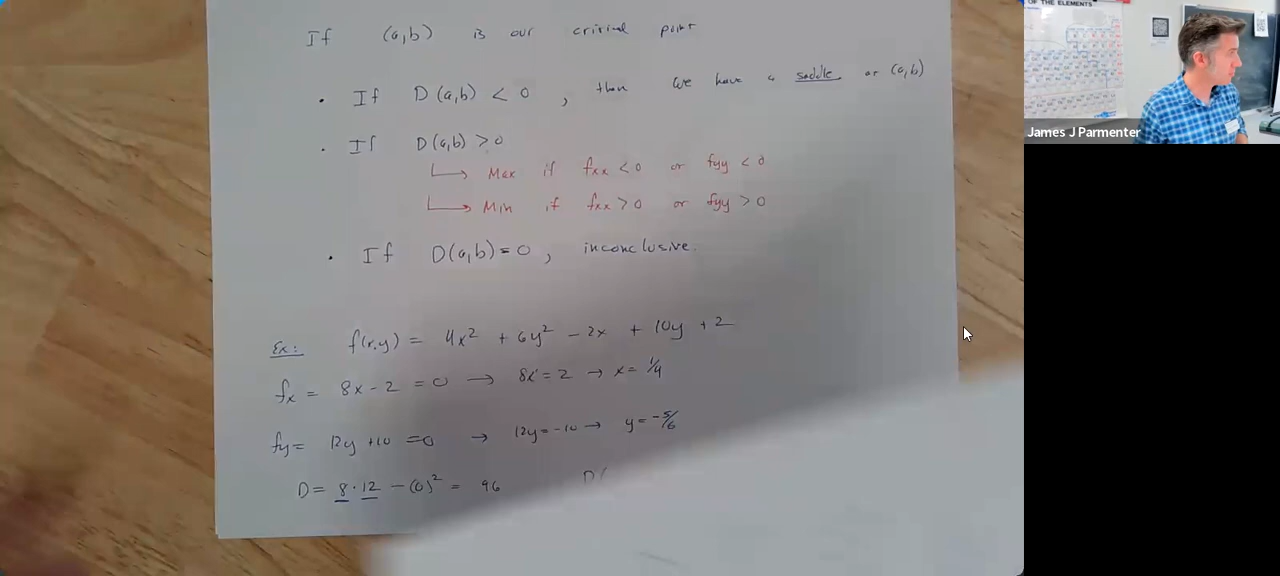 OF THE ELEMENTS
If (a,b) is our critical point
• If D(a,b) < 0 , then we have a saddle at (a,b)
• If D(a,b) > 0
↳ Max if fxx < 0 or fyy < 0
↳ Min if fxx > 0 or fyy > 0
• If D(a,b) = 0 , inconclusive.
Ex: f(x,y) = 4x² + 6y² - 2x + 10y + 2
fx = 8x - 2 = 0 → 8x = 2 → x = 1/4
fy = 12y + 10 = 0 → 12y = -10 → y = -5/6
D = 8·12 - (0)² = 96 D(
James J Parmenter